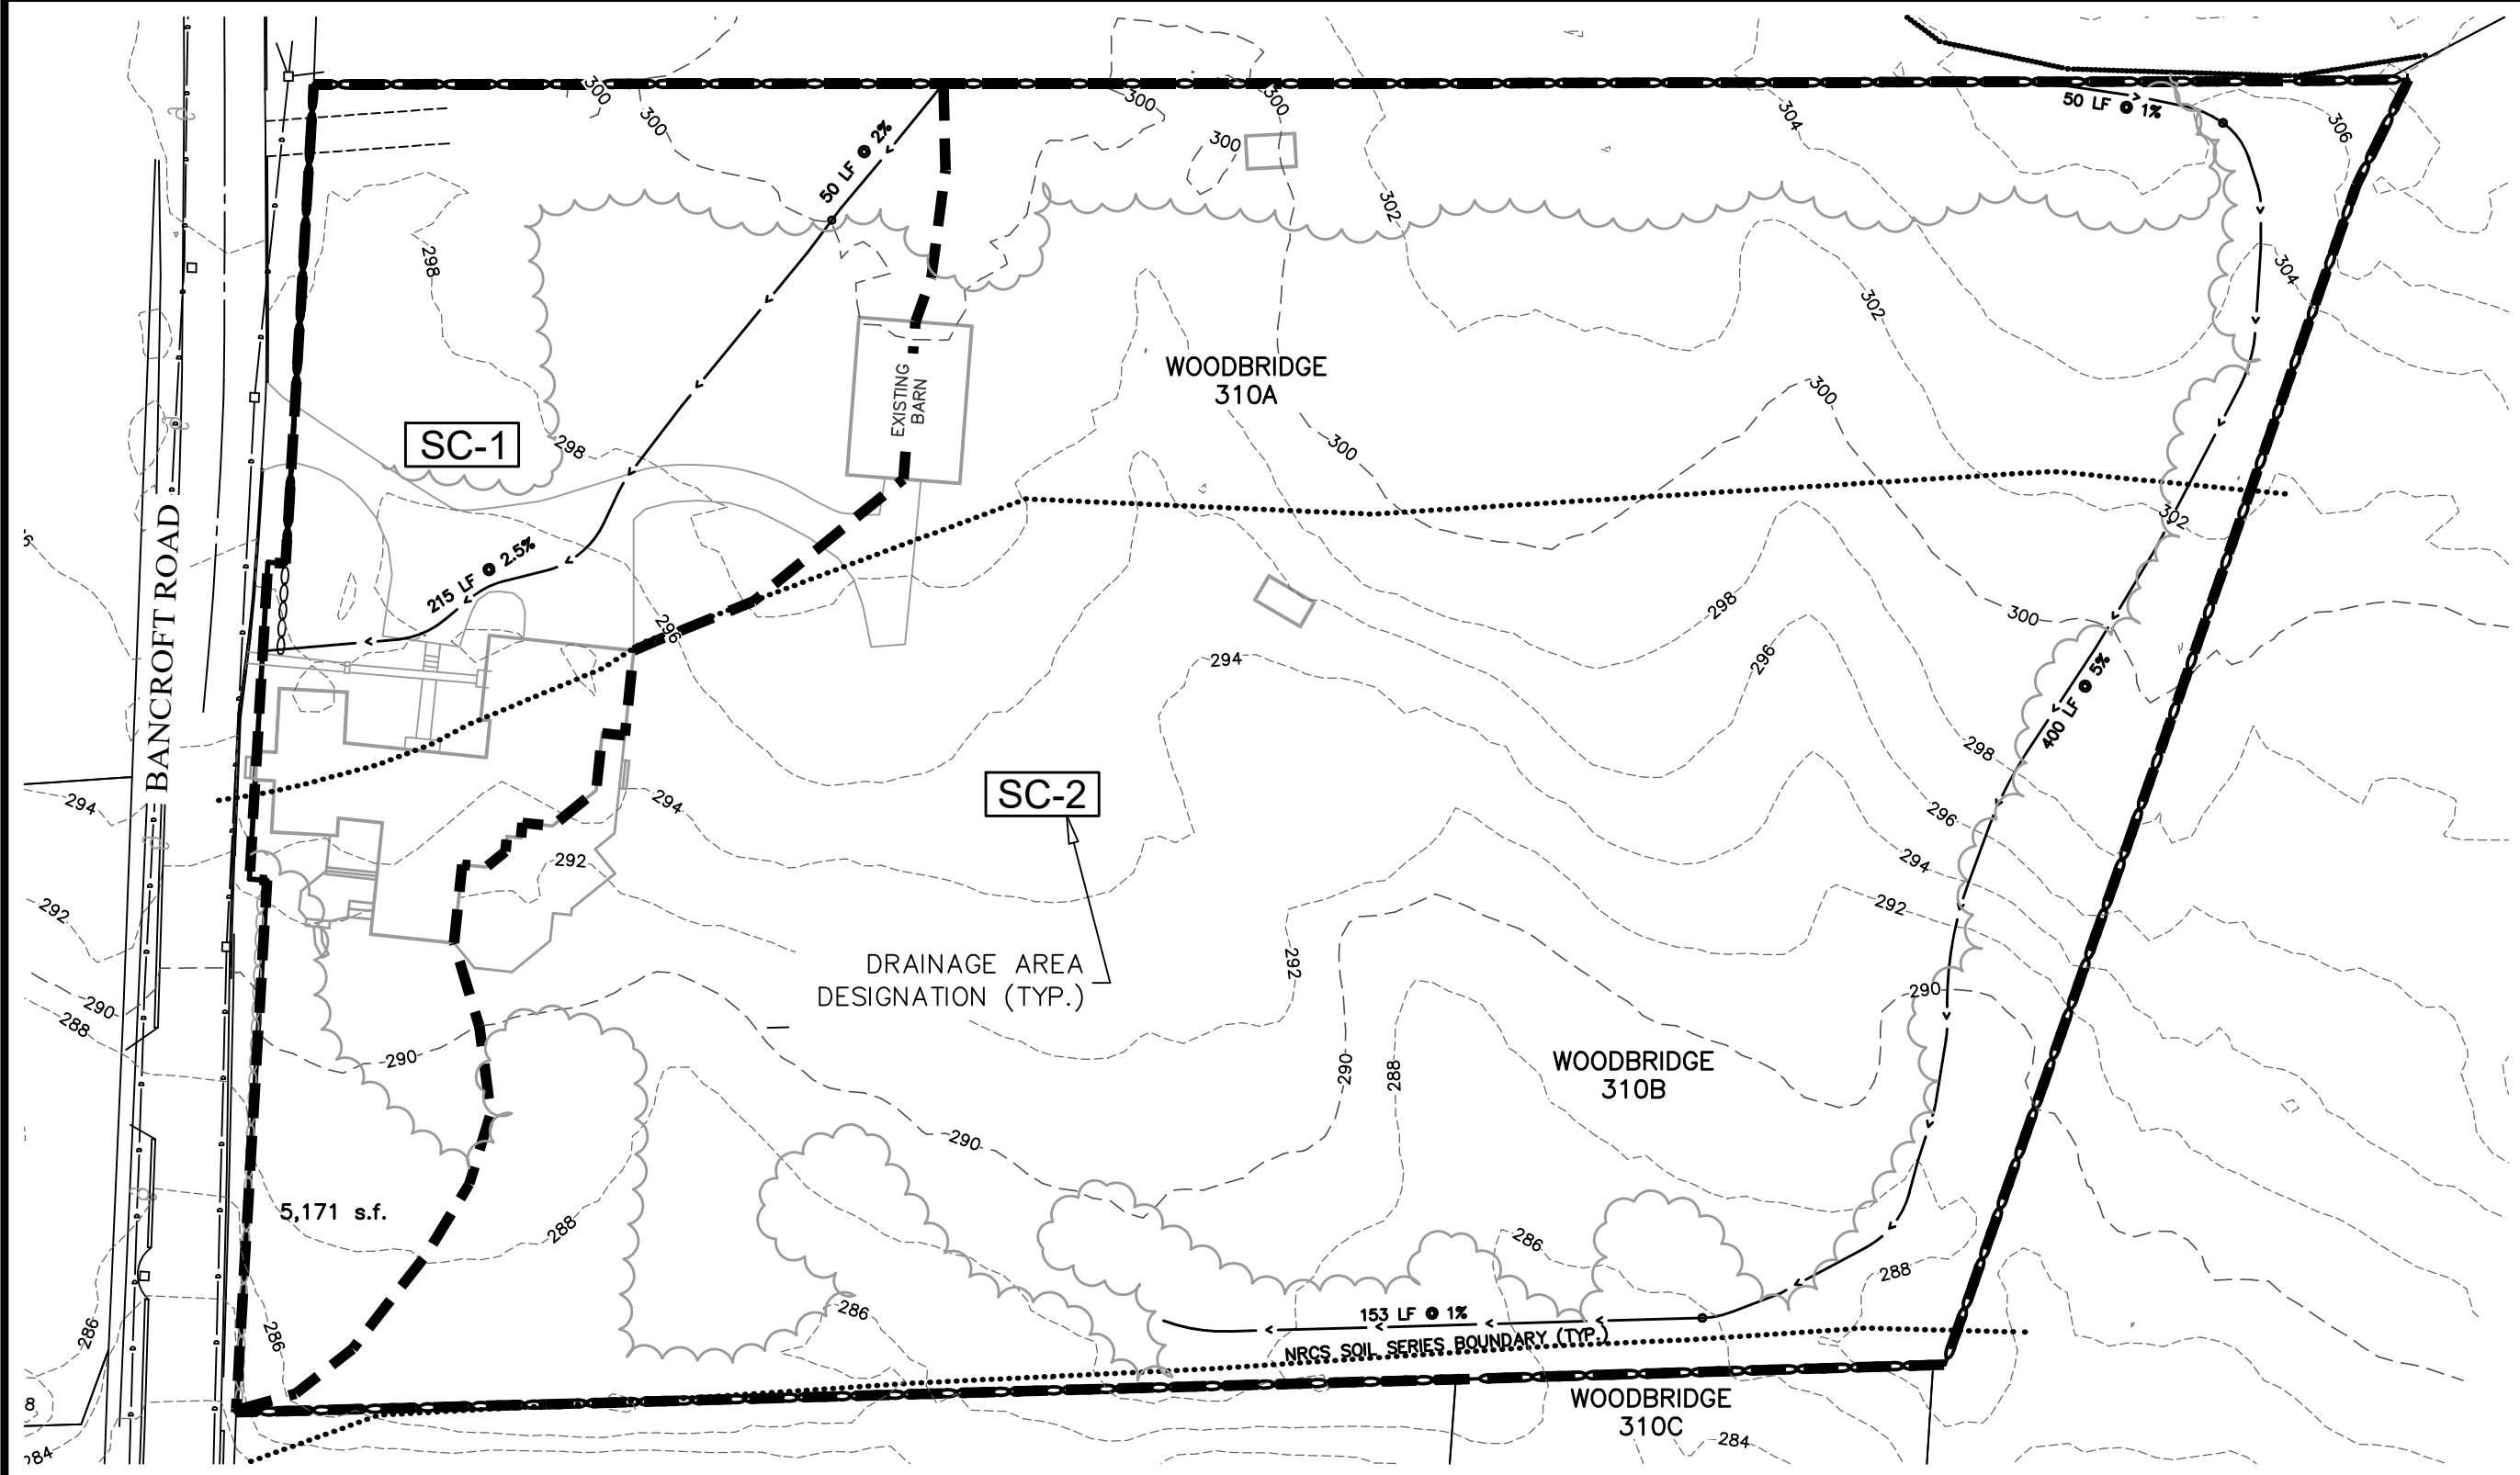 300
300
300
300
300
304
50 LF @ 1%
306
50 LF @ 2%
302
298
304
302
WOODBRIDGE
310A
EXISTING
BARN
300
SC-1
298
300
302
BANCROFT ROAD
215 LF @ 2.5%
296
298
300
294
296
400 LF @ 5%
298
294
294
SC-2
296
292
294
292
292
DRAINAGE AREA
DESIGNATION (TYP.)
292
290
290
288
290
290
288
WOODBRIDGE
310B
290
5,171 s.f.
288
286
288
286
286
286
153 LF @ 1%
NRCS SOIL SERIES BOUNDARY (TYP.)
WOODBRIDGE
310C
8
284
284